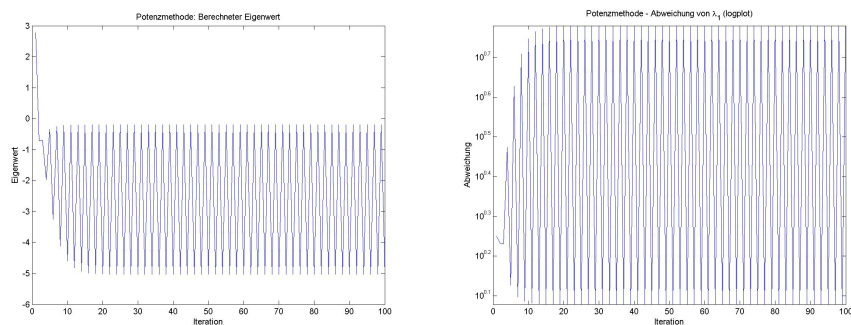 Potenzmethode: Berechneter Eigenwert
3
2
1
0
-1
-2
-3
-4
-5
-6
Eigenwert
0 10 20 30 40 50 60 70 80 90 100
Iteration
Potenzmethode - Abweichung von λ1 (logplot)
10^0.7
10^0.6
10^0.5
10^0.4
10^0.3
10^0.2
10^0.1
Abweichung
0 10 20 30 40 50 60 70 80 90 100
Iteration